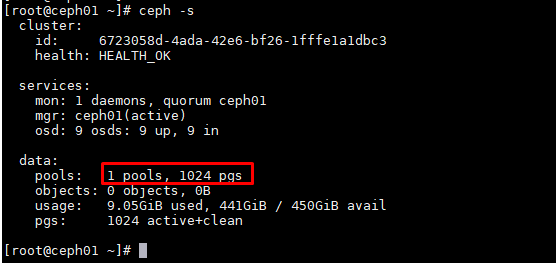 [root@ceph01 ~]# ceph -s
cluster:
id: 6723058d-4ada-42e6-bf26-1fffe1a1dbc3
health: HEALTH_OK
services:
mon: 1 daemons, quorum ceph01
mgr: ceph01(active)
osd: 9 osds: 9 up, 9 in
data:
pools: 1 pools, 1024 pgs
objects: 0 objects, 0B
usage: 9.05GiB used, 441GiB / 450GiB avail
pgs: 1024 active+clean
[root@ceph01 ~]#